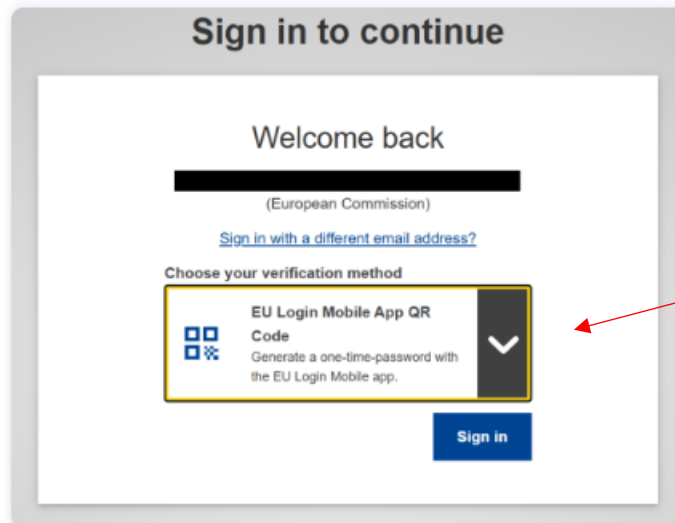 Sign in to continue
Welcome back
(European Commission)
Sign in with a different email address?
Choose your verification method
EU Login Mobile App QR
Code
Generate a one-time-password with
the EU Login Mobile app.
Sign in